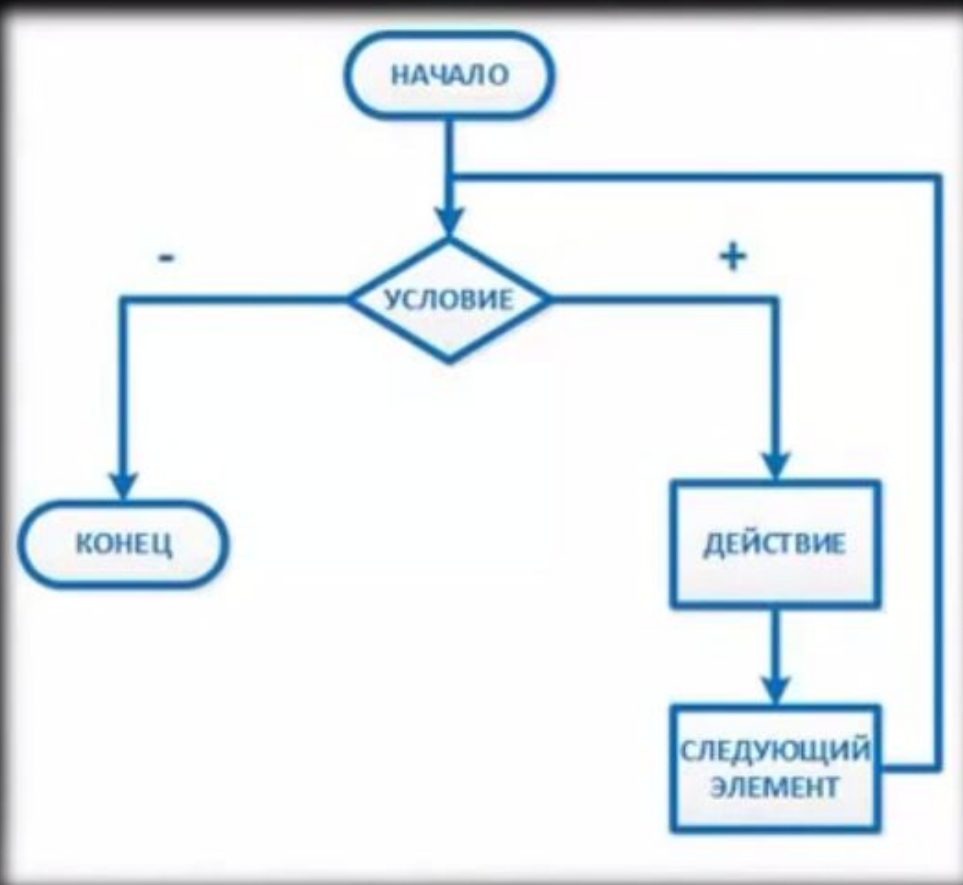 НАЧАЛО
-
+
УСЛОВИЕ
КОНЕЦ
ДЕЙСТВИЕ
СЛЕДУЮЩИЙ
ЭЛЕМЕНТ